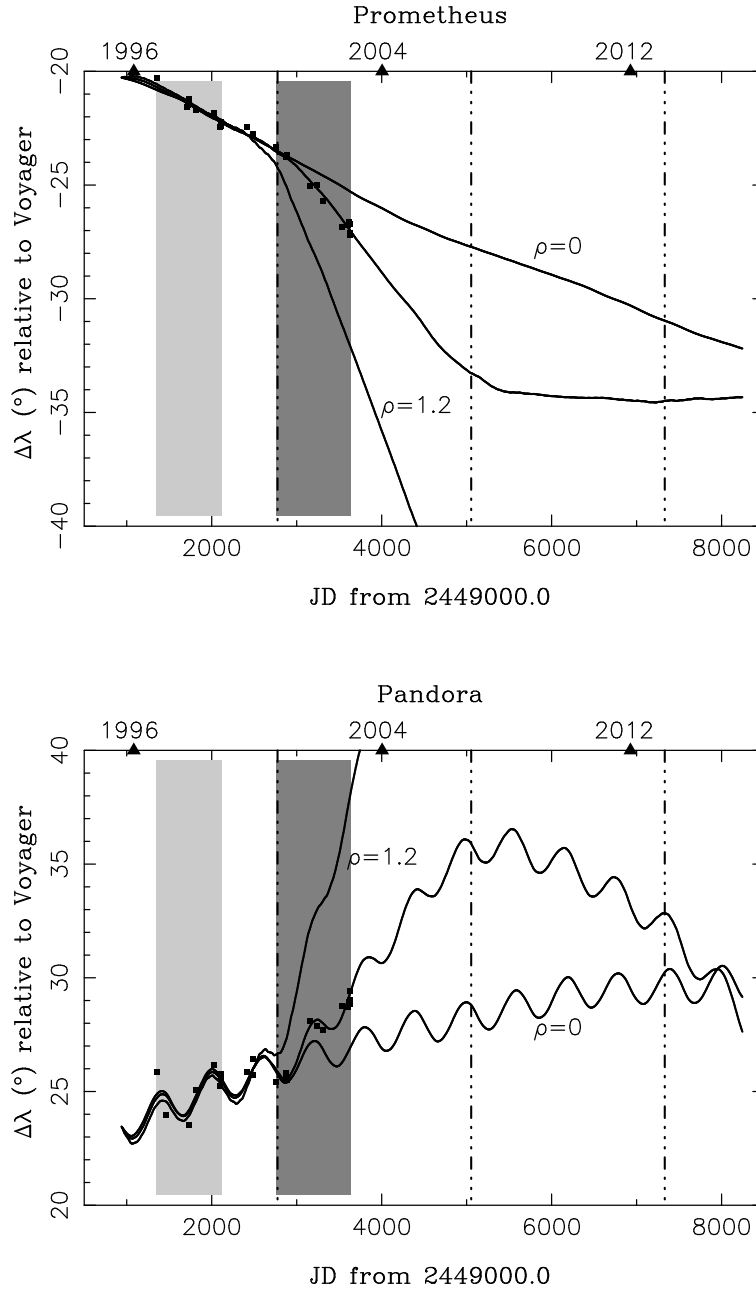 Prometheus
1996 2004 2012
−20
−25
−30
−35
−40
Δλ (°) relative to Voyager
ρ=0
ρ=1.2
2000 4000 6000 8000
JD from 2449000.0
Pandora
1996 2004 2012
40
35
30
25
20
Δλ (°) relative to Voyager
ρ=1.2
ρ=0
2000 4000 6000 8000
JD from 2449000.0